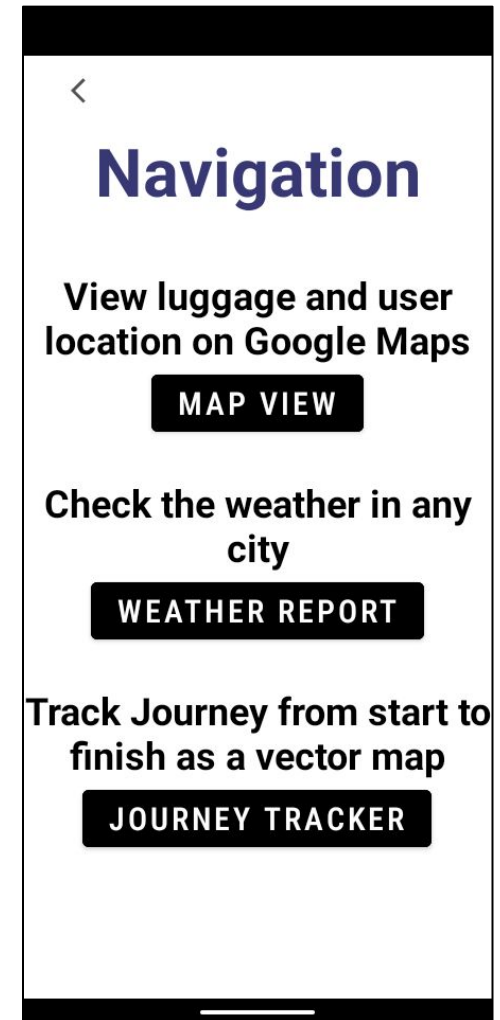 Navigation
View luggage and user
location on Google Maps
MAP VIEW
Check the weather in any
city
WEATHER REPORT
Track Journey from start to
finish as a vector map
JOURNEY TRACKER